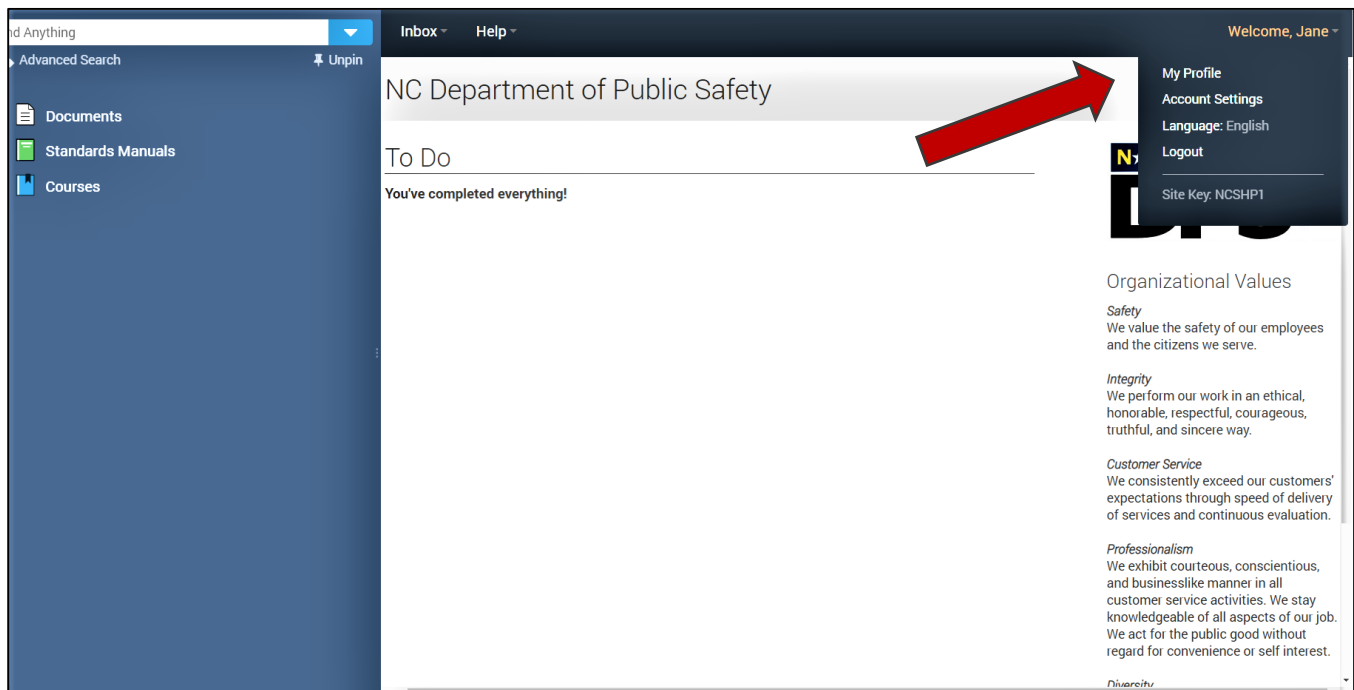 nd Anything
Advanced Search
Unpin
Documents
Standards Manuals
Courses
Inbox
Help
Welcome, Jane
My Profile
Account Settings
Language: English
Logout
Site Key: NCSHP1
NC Department of Public Safety
To Do
You've completed everything!
N
Organizational Values
Safety
We value the safety of our employees
and the citizens we serve.
Integrity
We perform our work in an ethical,
honorable, respectful, courageous,
truthful, and sincere way.
Customer Service
We consistently exceed our customers'
expectations through speed of delivery
of services and continuous evaluation.
Professionalism
We exhibit courteous, conscientious,
and businesslike manner in all
customer service activities. We stay
knowledgeable of all aspects of our job.
We act for the public good without
regard for convenience or self interest.
Diversity